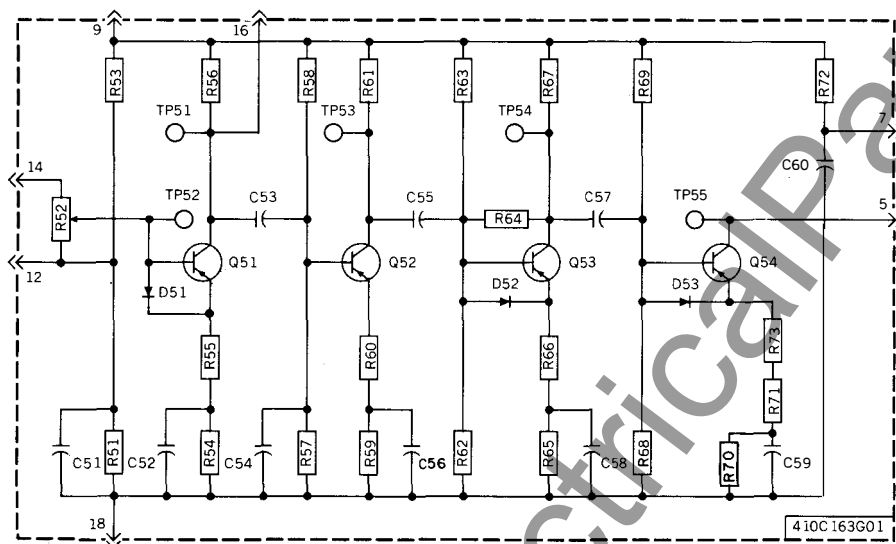 9
16
R53
R56
R58
R61
R63
R67
R69
R72
TP51
TP53
TP54
7
C60
14
R52
TP52
C53
C55
R64
C57
TP55
5
12
Q51
Q52
Q53
Q54
D51
D52
D53
R55
R60
R66
R73
R71
C51
R51
C52
R54
C54
R57
R59
C56
R62
R65
C58
R68
R70
C59
18
410C163G01
ctricalPa